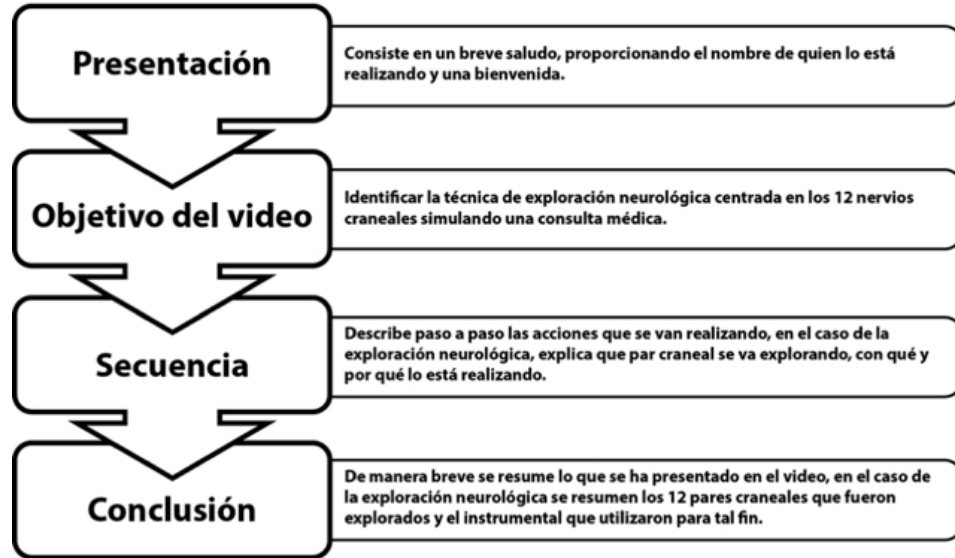 Presentación
Consiste en un breve saludo, proporcionando el nombre de quien lo está
realizando y una bienvenida.
Objetivo del video
Identificar la técnica de exploración neurológica centrada en los 12 nervios
craneales simulando una consulta médica.
Secuencia
Describe paso a paso las acciones que se van realizando, en el caso de la
exploración neurológica, explica que par craneal se va explorando, con qué y
por qué lo está realizando.
Conclusión
De manera breve se resume lo que se ha presentado en el video, en el caso de
la exploración neurológica se resumen los 12 pares craneales que fueron
explorados y el instrumental que utilizaron para tal fin.